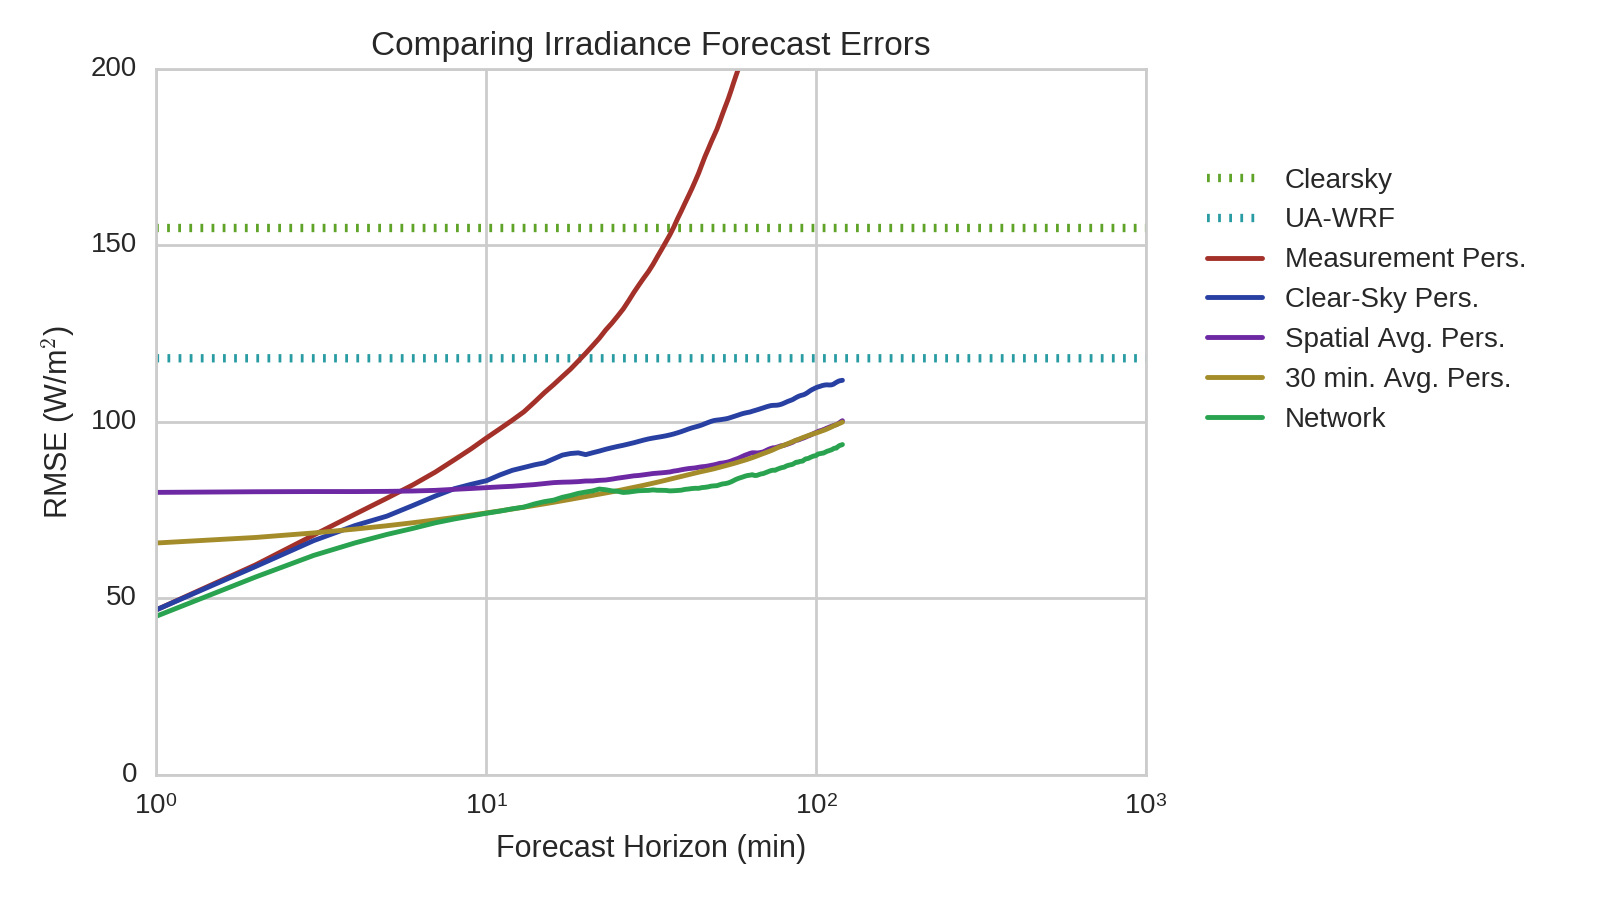 Comparing Irradiance Forecast Errors
200
150
100
50
0
RMSE (W/m²)
10⁰ 10¹ 10² 10³
Forecast Horizon (min)
Clearsky
UA-WRF
Measurement Pers.
Clear-Sky Pers.
Spatial Avg. Pers.
30 min. Avg. Pers.
Network